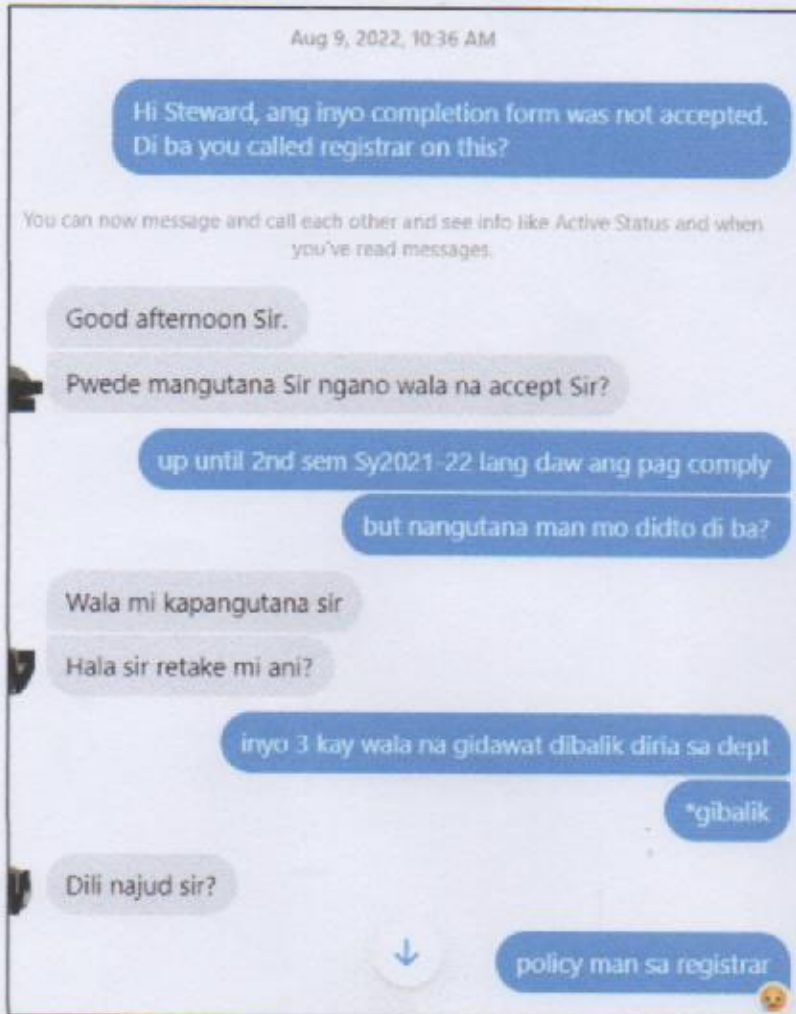 Aug 9, 2022, 10:36 AM
Hi Steward, ang inyo completion form was not accepted.
Di ba you called registrar on this?
You can now message and call each other and see info like Active Status and when
you've read messages.
Good afternoon Sir.
Pwede mangutana Sir ngano wala na accept Sir?
up until 2nd sem Sy2021-22 lang daw ang pag comply
but nangutana man mo didto di ba?
Wala mi kapangutana sir
Hala sir retake mi ani?
inyo 3 kay wala na gidawat dibalik diria sa dept
*gibalik
Dili najud sir?
policy man sa registrar